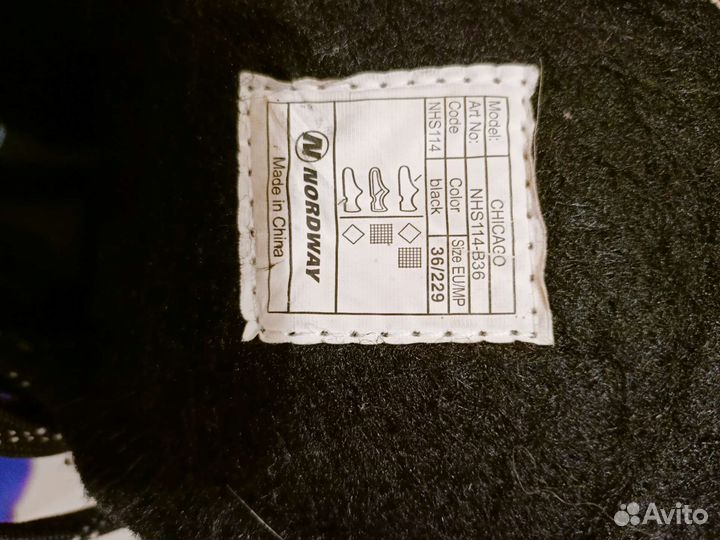 Model: CHICAGO
Art No: NHS114-B36
Code Color Size EU/MP
NHS114 black 36/229
N NORDWAY
Made in China
Avito